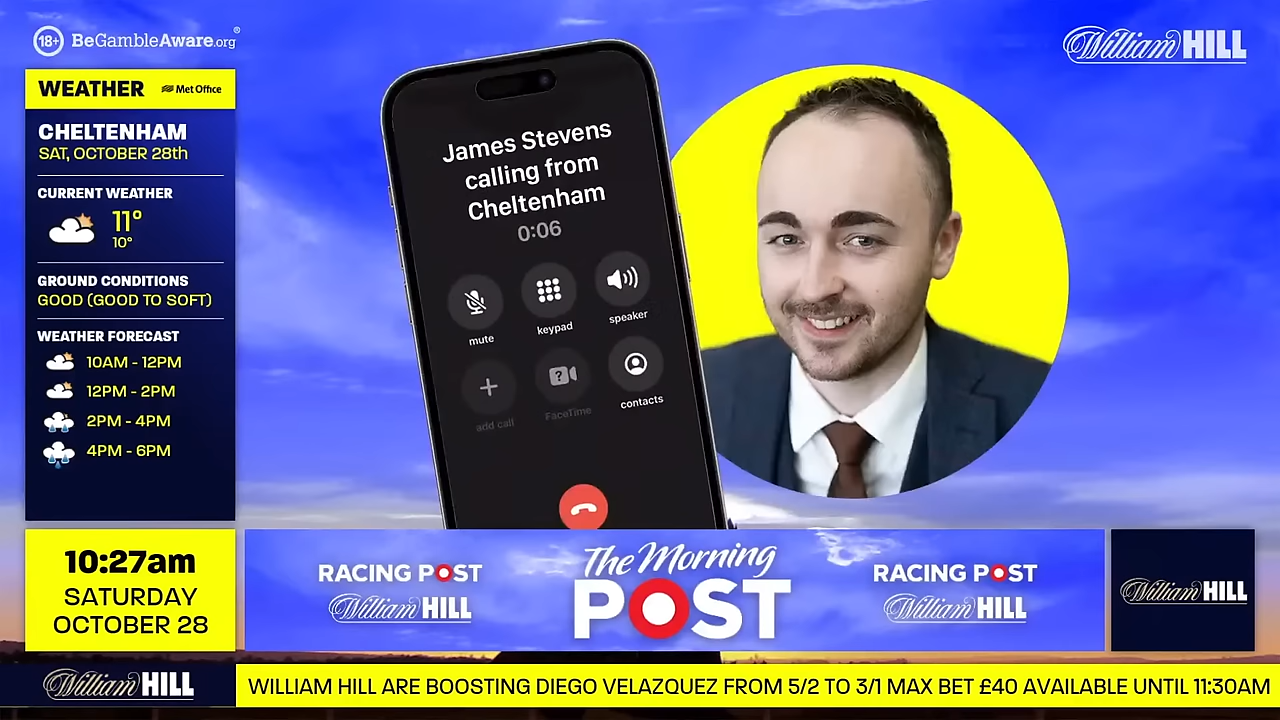 18+ BeGambleAware.org®
William HILL
WEATHER Met Office
CHELTENHAM
SAT, OCTOBER 28th
CURRENT WEATHER
11°
10°
GROUND CONDITIONS
GOOD (GOOD TO SOFT)
WEATHER FORECAST
10AM - 12PM
12PM - 2PM
2PM - 4PM
4PM - 6PM
James Stevens
calling from
Cheltenham
0:06
mute keypad speaker
add call FaceTime contacts
10:27am
SATURDAY
OCTOBER 28
RACING POST
William HILL
The Morning
POST
RACING POST
William HILL
William HILL
William HILL
WILLIAM HILL ARE BOOSTING DIEGO VELAZQUEZ FROM 5/2 TO 3/1 MAX BET £40 AVAILABLE UNTIL 11:30AM